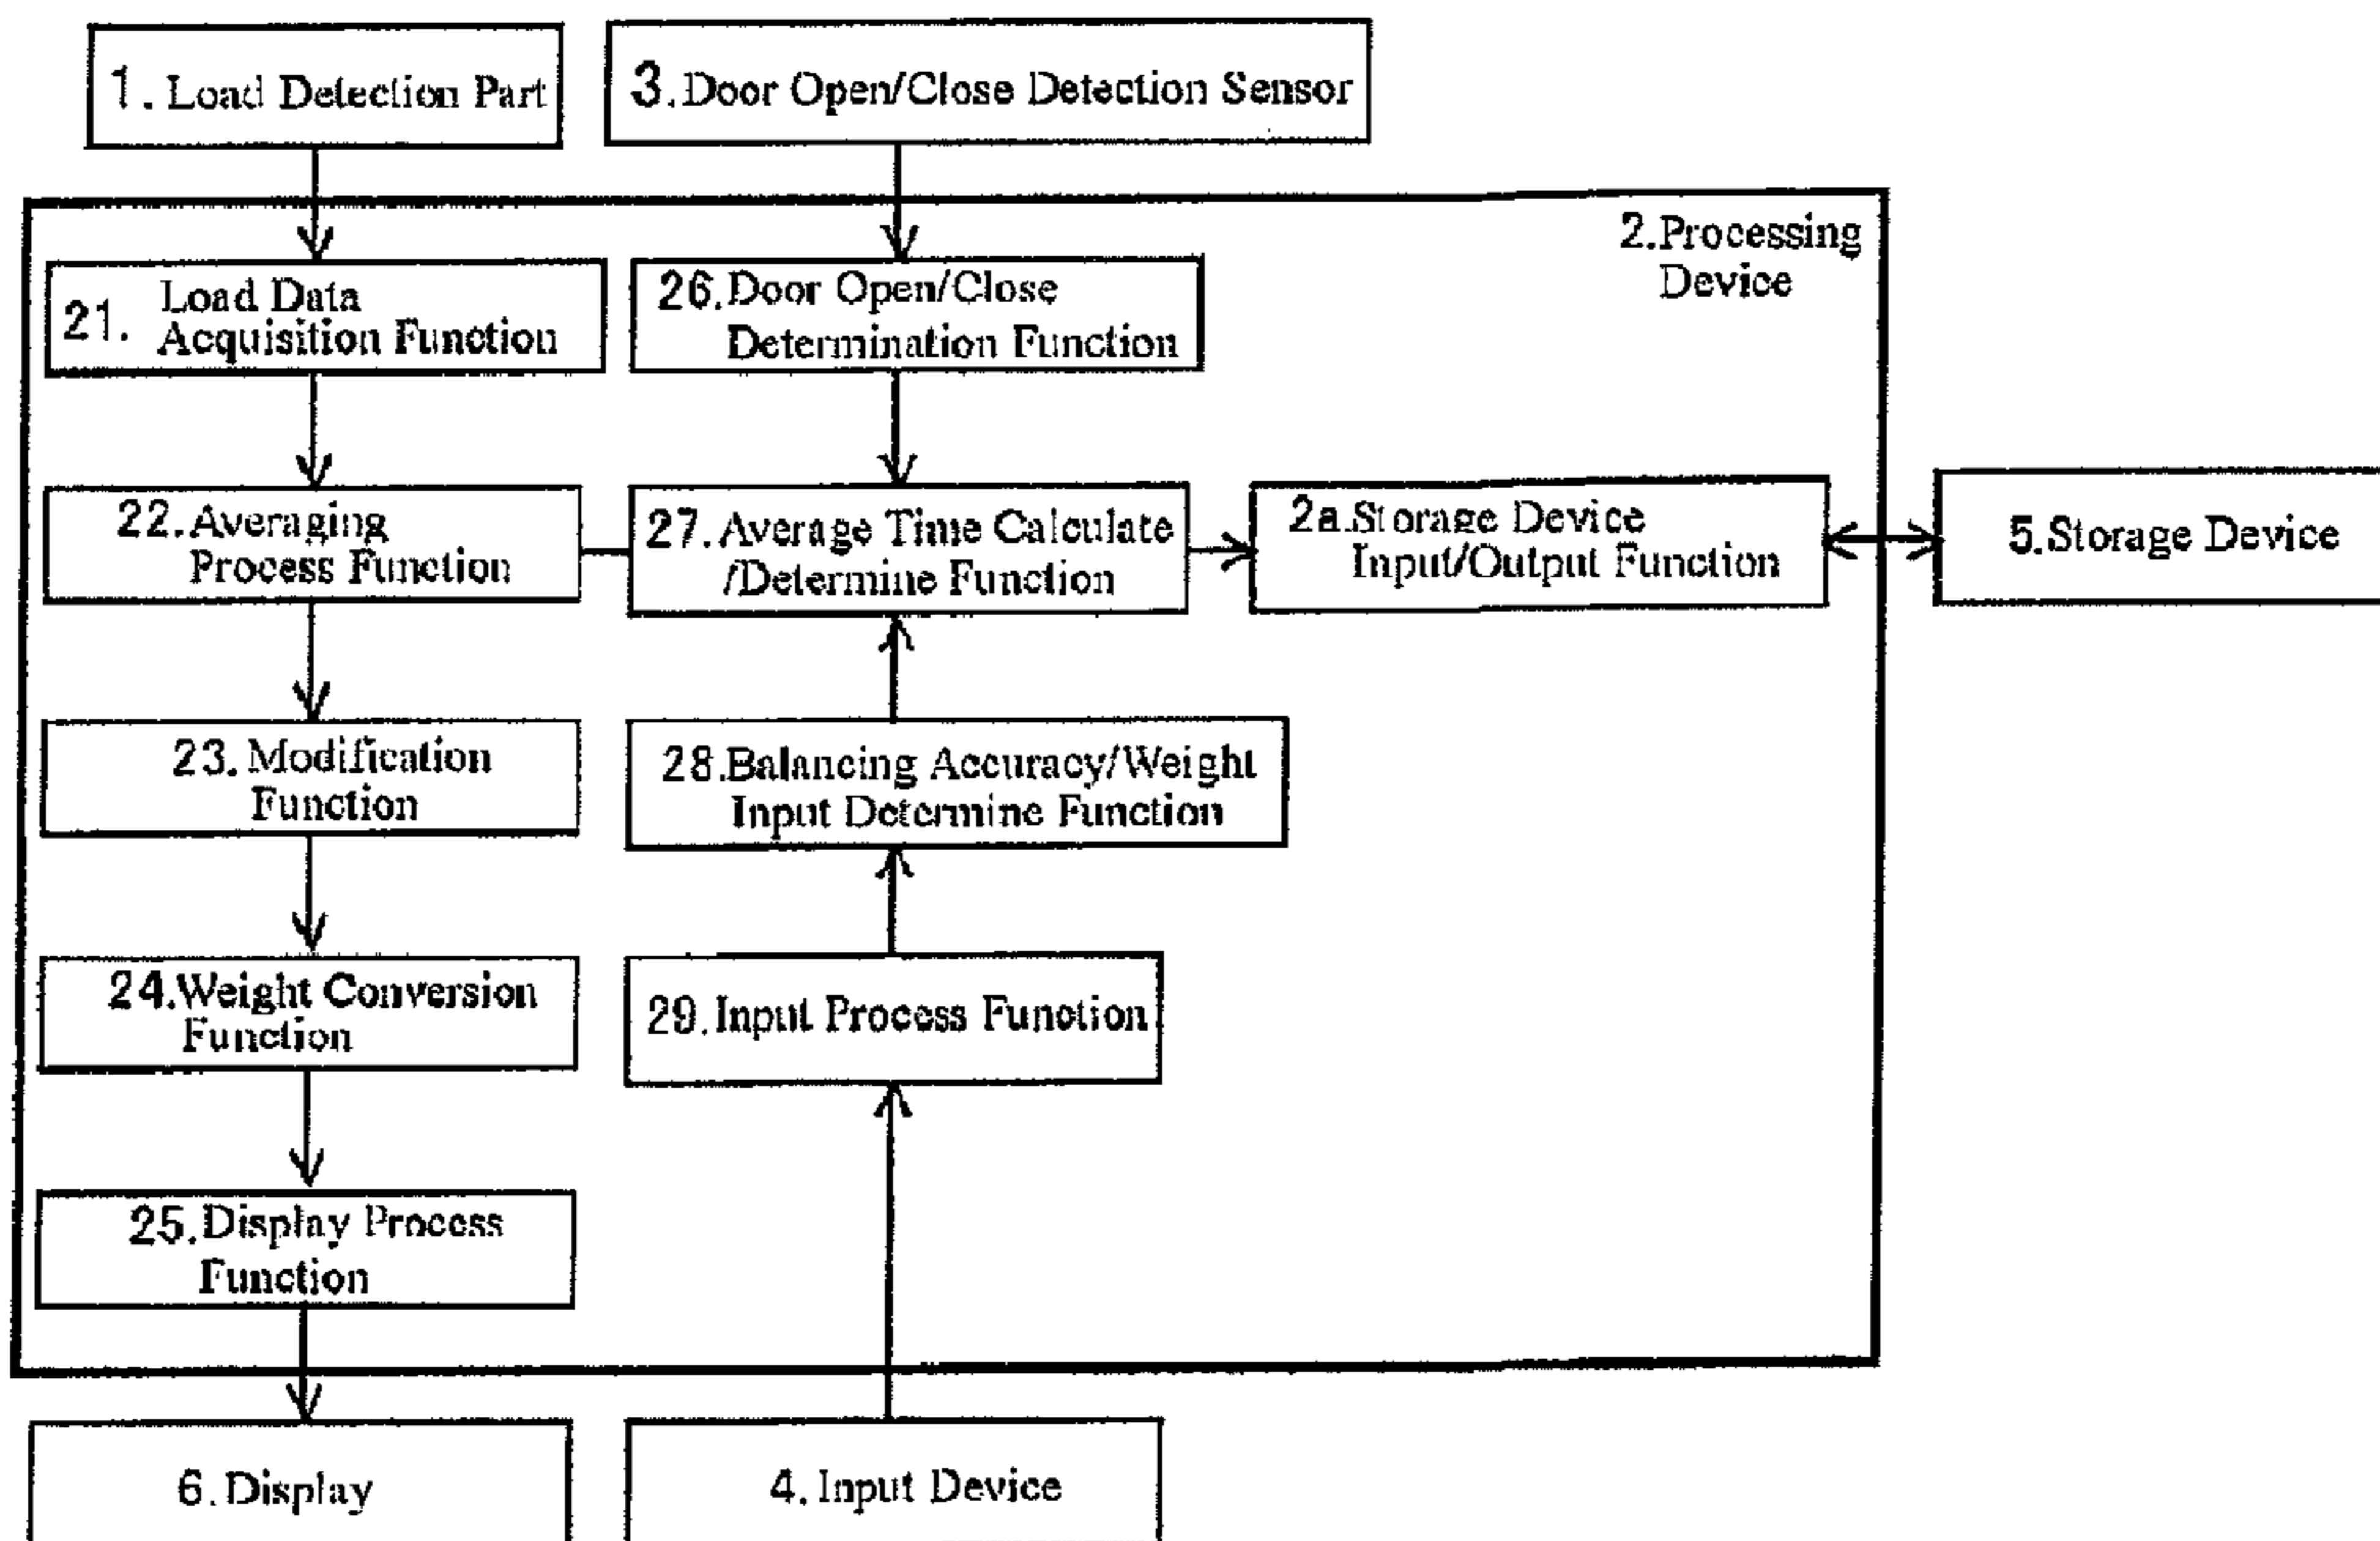 1. Load Detection Part
3. Door Open/Close Detection Sensor
2. Processing
Device
21. Load Data
Acquisition Function
26. Door Open/Close
Determination Function
22. Averaging
Process Function
27. Average Time Calculate
/Determine Function
2a. Storage Device
Input/Output Function
5. Storage Device
23. Modification
Function
28. Balancing Accuracy/Weight
Input Determine Function
24. Weight Conversion
Function
29. Input Process Function
25. Display Process
Function
6. Display
4. Input Device